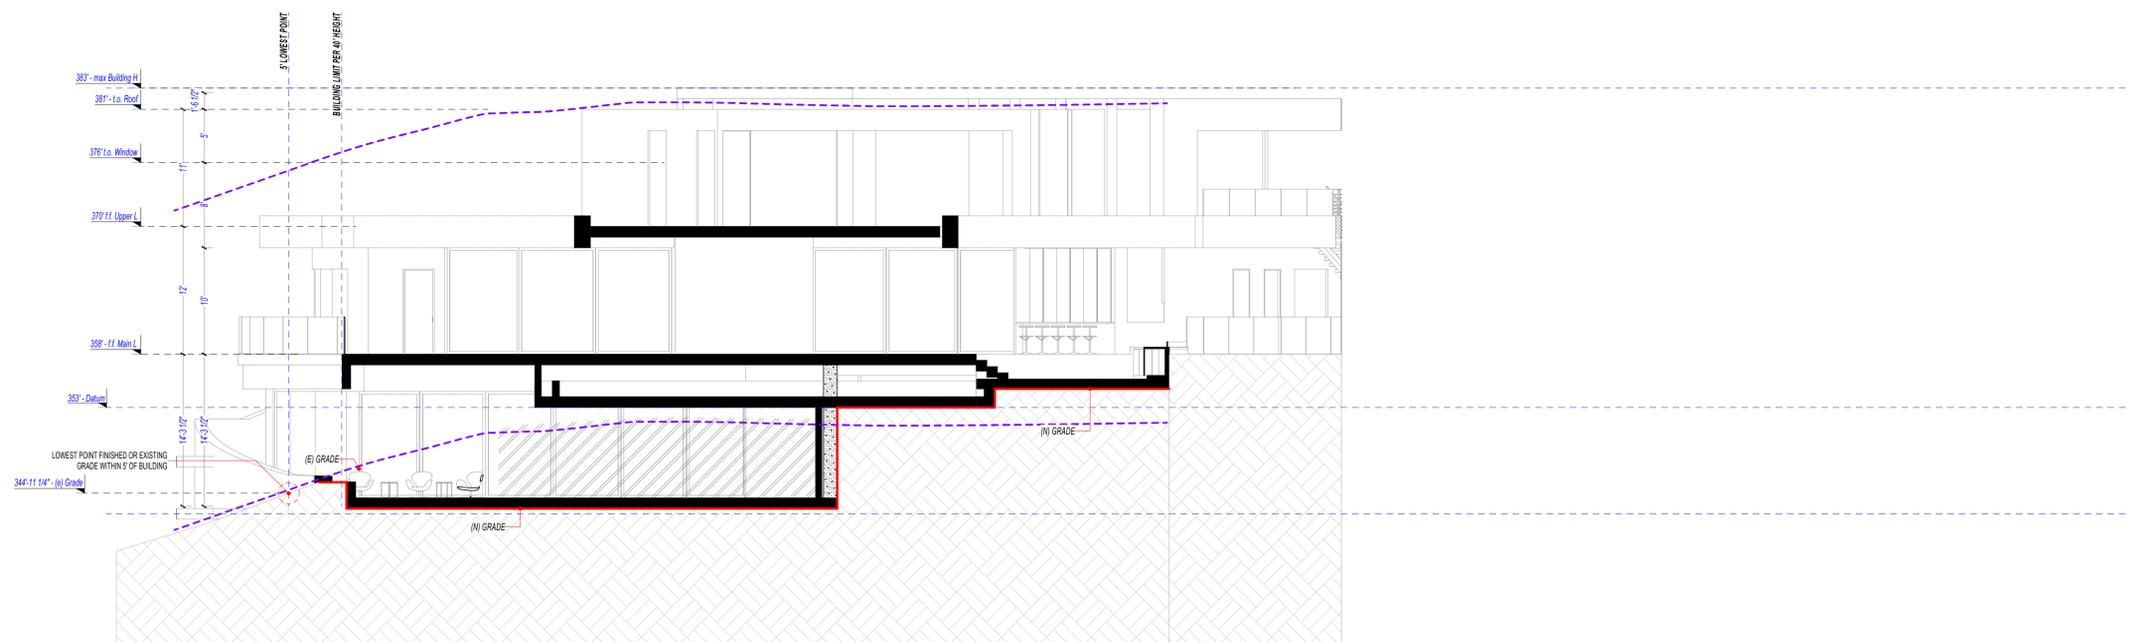 5' LOWEST POINT
BUILDING LIMIT PER 40' HEIGHT
383' - max Building H
381' - t.o. Roof
1'-6 1/2"
5'
376' t.o. Window
11'
8'
370' f.f. Upper L
12'
10'
358' - f.f. Main L
353' - Datum
14'-3 1/2"
14'-3 1/2"
(N) GRADE
LOWEST POINT FINISHED OR EXISTING
GRADE WITHIN 5' OF BUILDING
(E) GRADE
344'-11 1/4" - (e) Grade
(N) GRADE